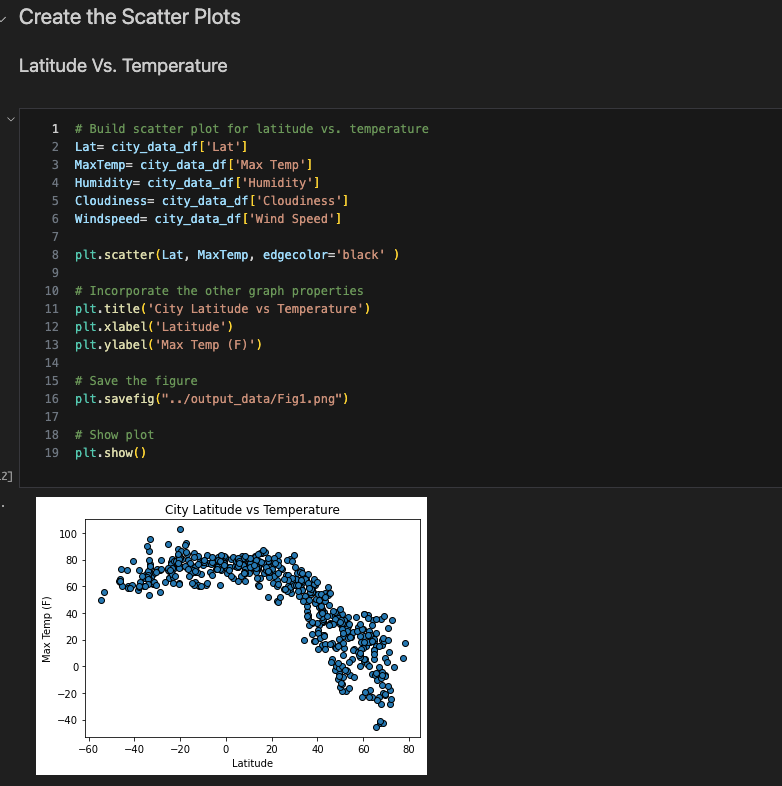 Create the Scatter Plots
Latitude Vs. Temperature
1 # Build scatter plot for latitude vs. temperature
2 Lat= city_data_df['Lat']
3 MaxTemp= city_data_df['Max Temp']
4 Humidity= city_data_df['Humidity']
5 Cloudiness= city_data_df['Cloudiness']
6 Windspeed= city_data_df['Wind Speed']
7
8 plt.scatter(Lat, MaxTemp, edgecolor='black' )
9
10 # Incorporate the other graph properties
11 plt.title('City Latitude vs Temperature')
12 plt.xlabel('Latitude')
13 plt.ylabel('Max Temp (F)')
14
15 # Save the figure
16 plt.savefig("../output_data/Fig1.png")
17
18 # Show plot
19 plt.show()
City Latitude vs Temperature
100
80
60
40
20
0
−20
−40
Max Temp (F)
−60 −40 −20 0 20 40 60 80
Latitude